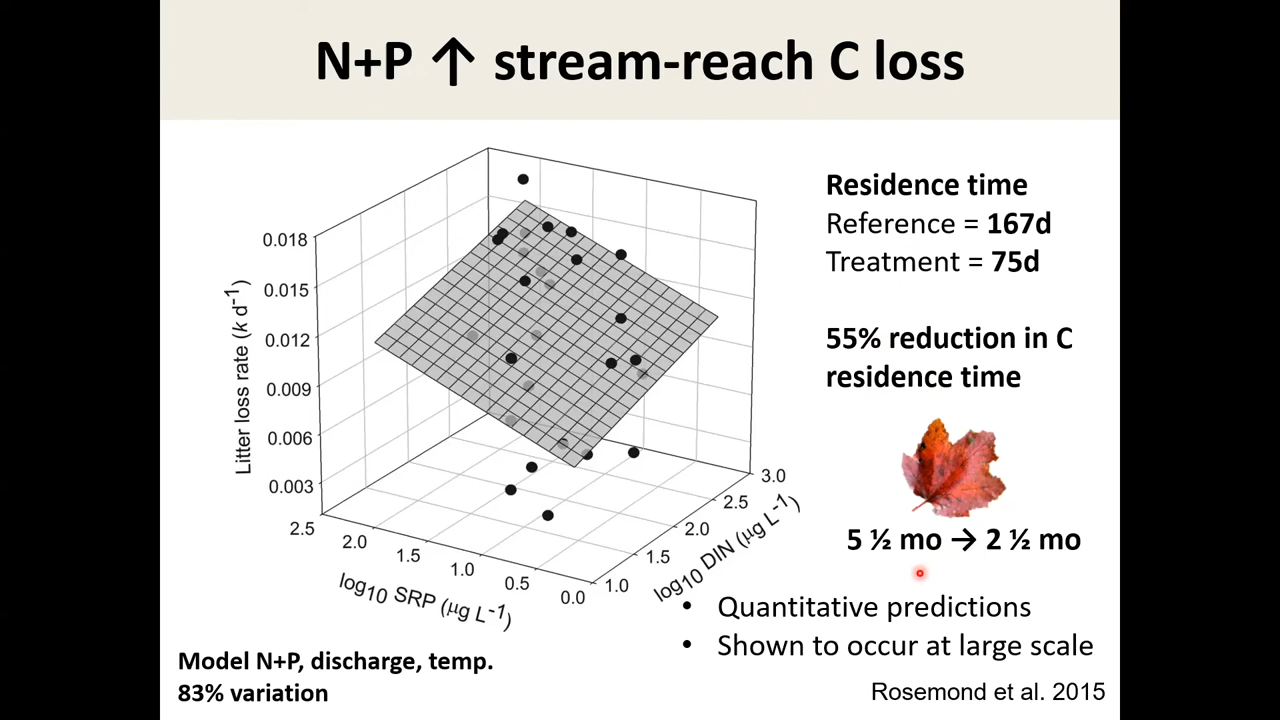 N+P ↑ stream-reach C loss
0.018
0.015
0.012
0.009
0.006
0.003
Litter loss rate (k d-1)
2.5
2.0
1.5
1.0
0.5
0.0
log10 SRP (µg L-1)
1.0
1.5
2.0
2.5
3.0
log10 DIN (µg L-1)
Residence time
Reference = 167d
Treatment = 75d
55% reduction in C
residence time
5 ½ mo → 2 ½ mo
• Quantitative predictions
• Shown to occur at large scale
Model N+P, discharge, temp.
83% variation
Rosemond et al. 2015